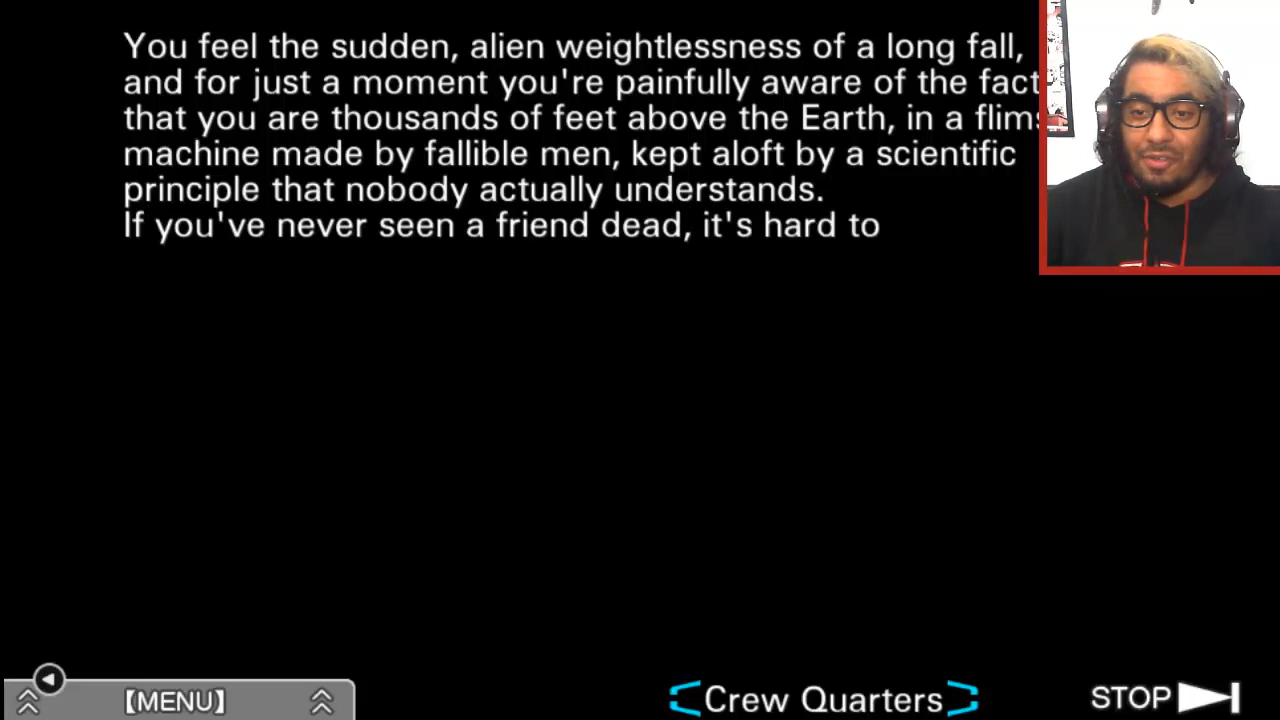 You feel the sudden, alien weightlessness of a long fall,
and for just a moment you're painfully aware of the fact
that you are thousands of feet above the Earth, in a
machine made by fallible men, kept aloft by a scientific
principle that nobody actually understands.
If you've never seen a friend dead, it's hard to
【MENU】
Crew Quarters
STOP